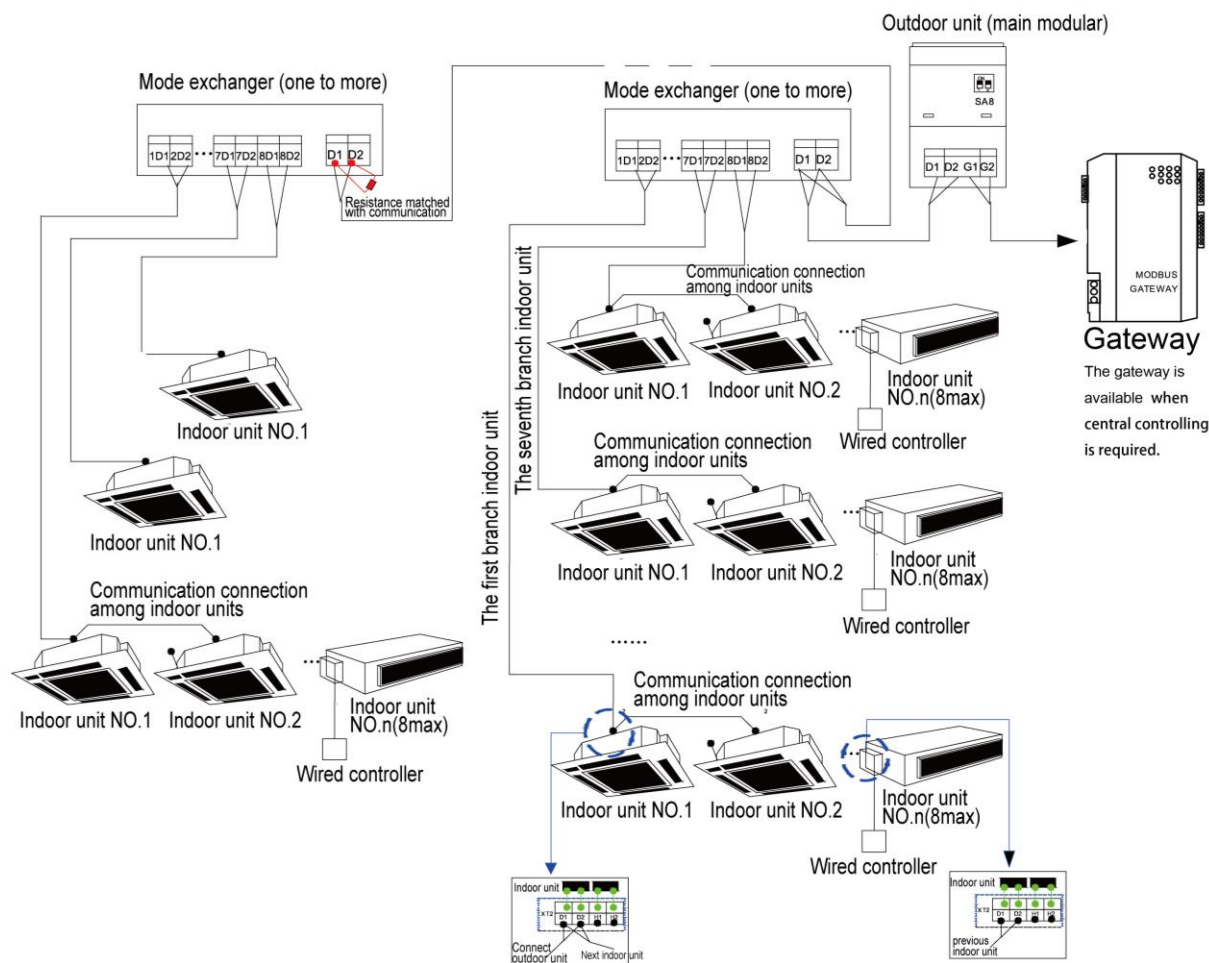 Outdoor unit (main modular)
Mode exchanger (one to more)
Mode exchanger (one to more)
SA8
1D1 2D2 ••• 7D1 7D2 8D1 8D2
D1 D2
1D1 2D2 ••• 7D1 7D2 8D1 8D2
D1 D2
D1 D2 G1 G2
Resistance matched
with communication
MODBUS
GATEWAY
Gateway
The gateway is
available when
central controlling
is required.
The first branch indoor unit
The seventh branch indoor unit
Communication connection
among indoor units
Indoor unit NO.1
Indoor unit NO.2
•••
Indoor unit
NO.n(8max)
Wired controller
Indoor unit NO.1
Indoor unit NO.1
Communication connection
among indoor units
Indoor unit NO.1
Indoor unit NO.2
•••
Indoor unit
NO.n(8max)
Wired controller
Communication connection
among indoor units
Indoor unit NO.1
Indoor unit NO.2
•••
Indoor unit
NO.n(8max)
Wired controller
......
Communication connection
among indoor units
2
2
Indoor unit NO.1
Indoor unit NO.2
•••
Indoor unit
NO.n(8max)
Wired controller
Indoor unit
XT2
D1 D2 H1 H2
Connect
outdoor unit
Next indoor unit
Indoor unit
XT2
D1 D2 H1 H2
previous
indoor unit